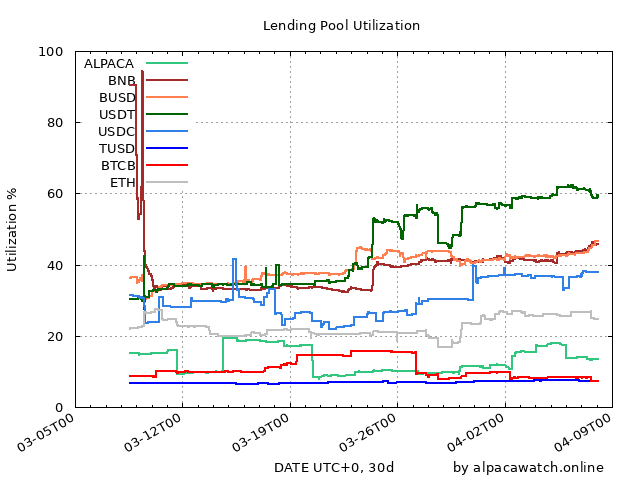 Lending Pool Utilization
Utilization %
100
80
60
40
20
0
ALPACA
BNB
BUSD
USDT
USDC
TUSD
BTCB
ETH
03-05T00
03-12T00
03-19T00
03-26T00
04-02T00
04-09T00
DATE UTC+0, 30d
by alpacawatch.online